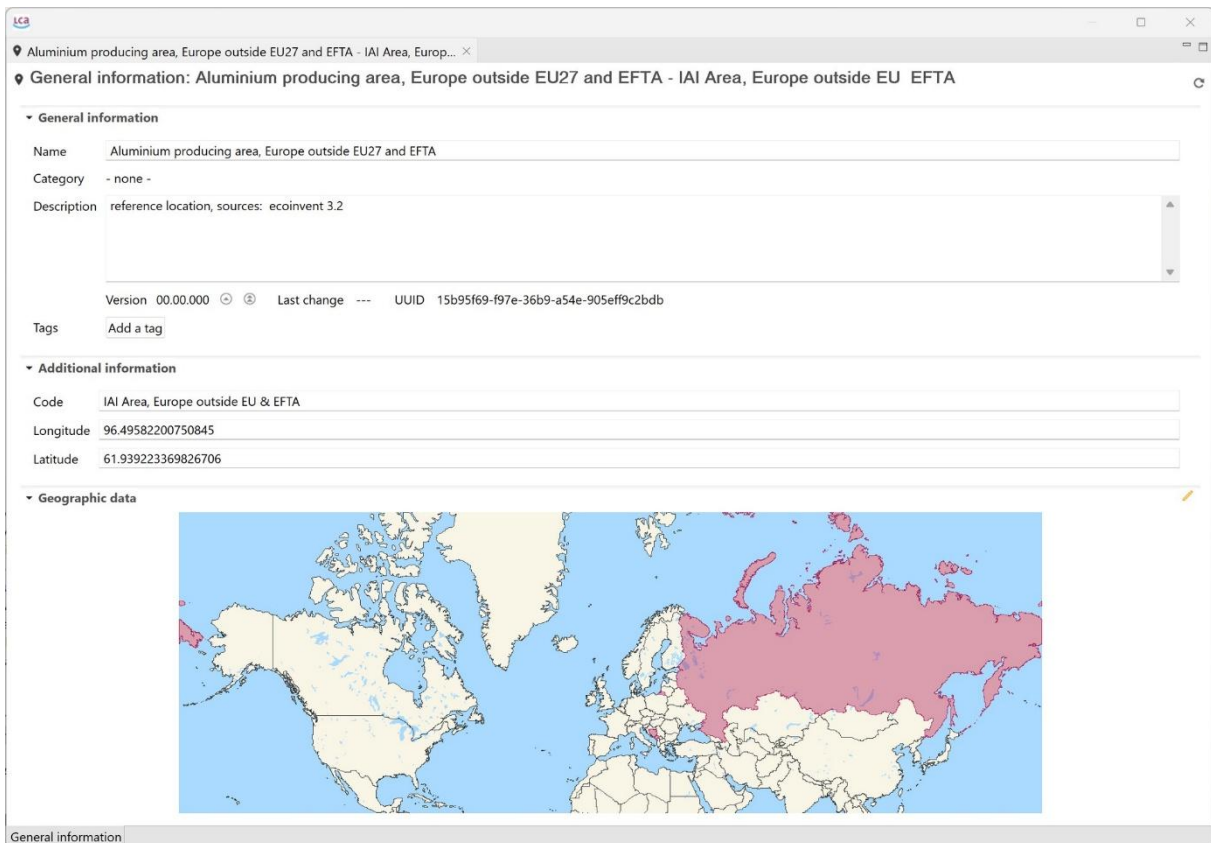 LCa
Aluminium producing area, Europe outside EU27 and EFTA - IAI Area, Europ...
General information: Aluminium producing area, Europe outside EU27 and EFTA - IAI Area, Europe outside EU  EFTA
General information
Name Aluminium producing area, Europe outside EU27 and EFTA
Category - none -
Description reference location, sources:  ecoinvent 3.2
Version 00.00.000 Last change --- UUID 15b95f69-f97e-36b9-a54e-905eff9c2bdb
Tags Add a tag
Additional information
Code IAI Area, Europe outside EU & EFTA
Longitude 96.49582200750845
Latitude 61.939223369826706
Geographic data
General information